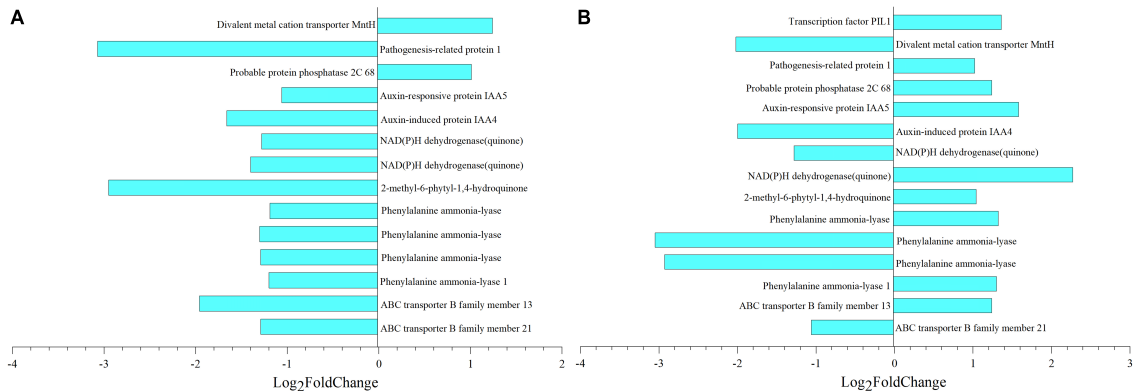 A
Divalent metal cation transporter MntH
Pathogenesis-related protein 1
Probable protein phosphatase 2C 68
Auxin-responsive protein IAA5
Auxin-induced protein IAA4
NAD(P)H dehydrogenase(quinone)
NAD(P)H dehydrogenase(quinone)
2-methyl-6-phytyl-1,4-hydroquinone
Phenylalanine ammonia-lyase
Phenylalanine ammonia-lyase
Phenylalanine ammonia-lyase
Phenylalanine ammonia-lyase 1
ABC transporter B family member 13
ABC transporter B family member 21
-4 -3 -2 -1 0 1 2
Log2FoldChange
B
Transcription factor PIL1
Divalent metal cation transporter MntH
Pathogenesis-related protein 1
Probable protein phosphatase 2C 68
Auxin-responsive protein IAA5
Auxin-induced protein IAA4
NAD(P)H dehydrogenase(quinone)
NAD(P)H dehydrogenase(quinone)
2-methyl-6-phytyl-1,4-hydroquinone
Phenylalanine ammonia-lyase
Phenylalanine ammonia-lyase
Phenylalanine ammonia-lyase
Phenylalanine ammonia-lyase 1
ABC transporter B family member 13
ABC transporter B family member 21
-4 -3 -2 -1 0 1 2 3
Log2FoldChange